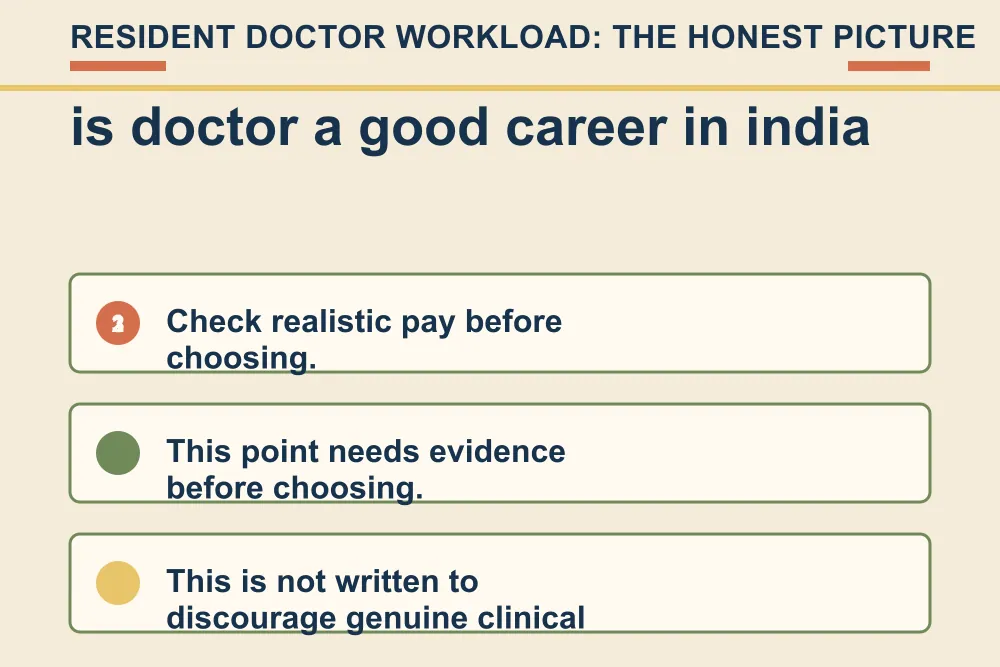 RESIDENT DOCTOR WORKLOAD: THE HONEST PICTURE
is doctor a good career in india
Check realistic pay before
choosing.
This point needs evidence
before choosing.
This is not written to
discourage genuine clinical